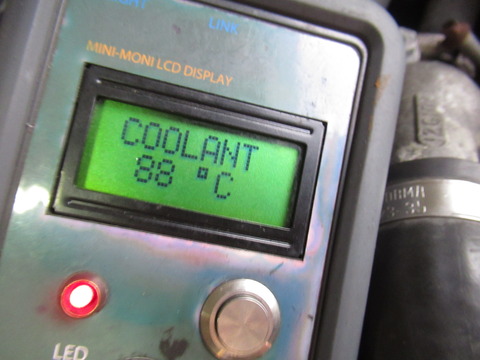 LINK
MINI-MONI LCD DISPLAY
COOLANT
88 °C
LED